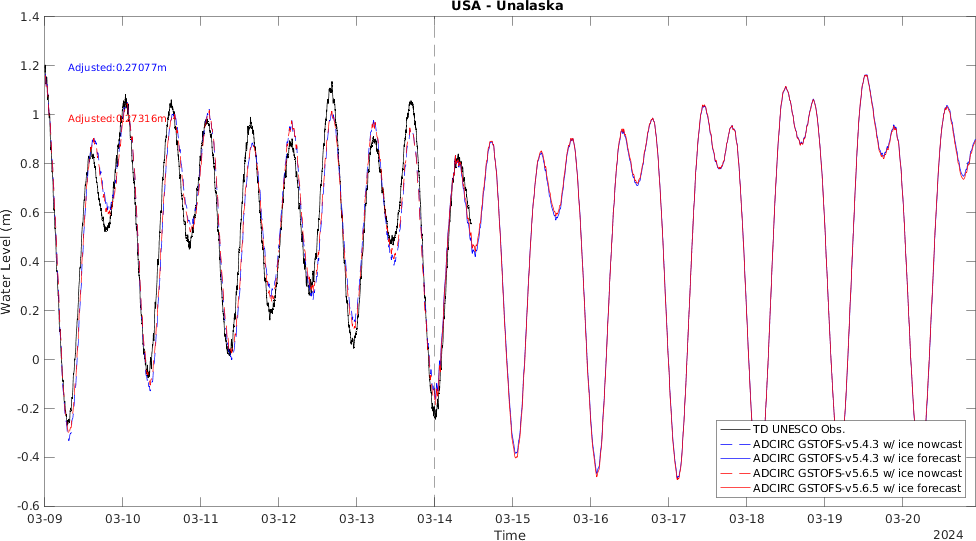 USA - Unalaska
1.4
1.2
1
0.8
0.6
0.4
0.2
0
-0.2
-0.4
-0.6
Water Level (m)
Adjusted:0.27077m
Adjusted:0.27316m
TD UNESCO Obs.
ADCIRC GSTOFS-v5.4.3 w/ ice nowcast
ADCIRC GSTOFS-v5.4.3 w/ ice forecast
ADCIRC GSTOFS-v5.6.5 w/ ice nowcast
ADCIRC GSTOFS-v5.6.5 w/ ice forecast
03-09 03-10 03-11 03-12 03-13 03-14 03-15 03-16 03-17 03-18 03-19 03-20
Time
2024